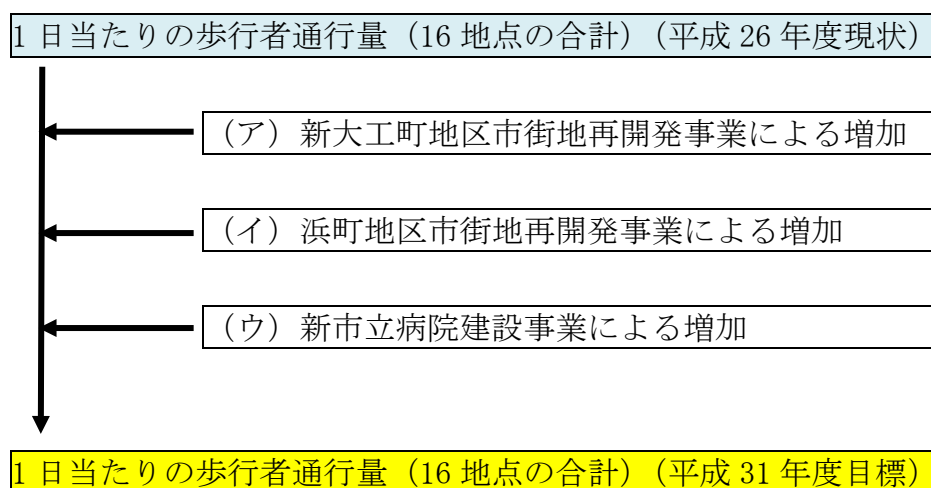 1 日当たりの歩行者通行量（16 地点の合計）（平成 26 年度現状）
（ア）新大工町地区市街地再開発事業による増加
（イ）浜町地区市街地再開発事業による増加
（ウ）新市立病院建設事業による増加
1 日当たりの歩行者通行量（16 地点の合計）（平成 31 年度目標）